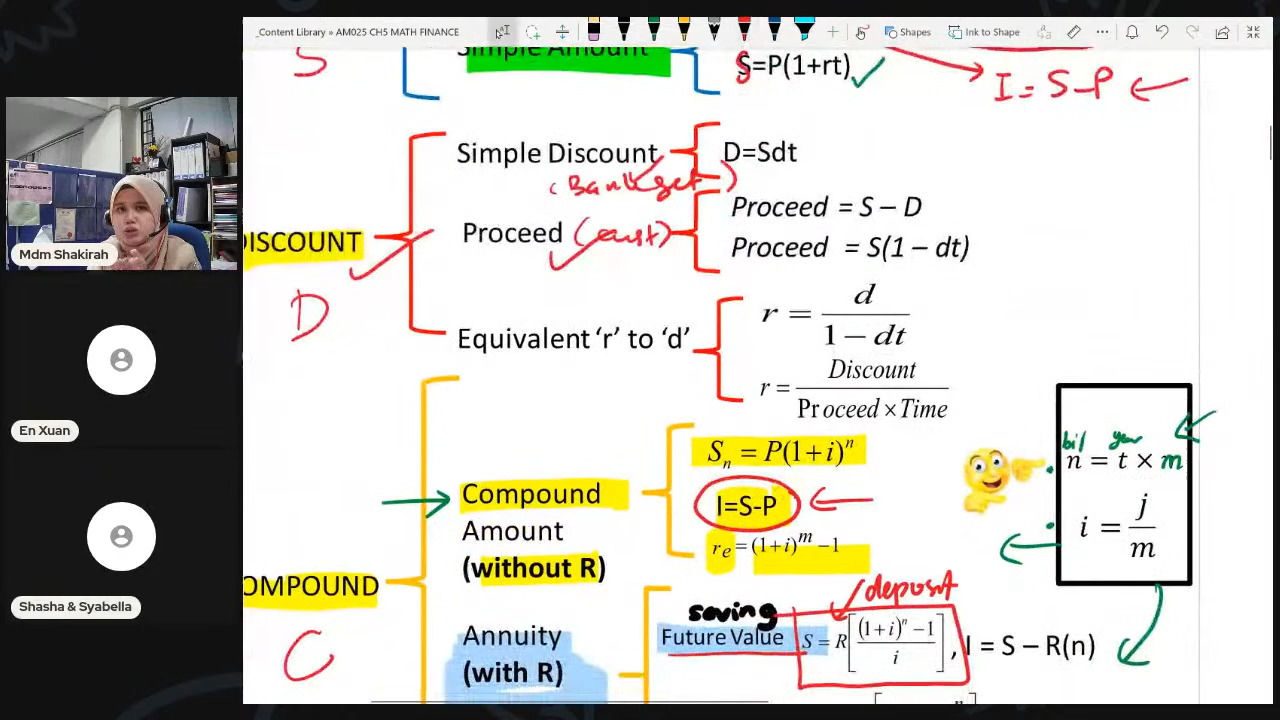 _Content Library » AM025 CH5 MATH FINANCE
Shapes
Ink to Shape
S
Simple Amount
S=P(1+rt)
I = S-P
Simple Discount
D=Sdt
(Bank get)
Proceed (cust)
Proceed = S – D
Proceed = S(1 – dt)
DISCOUNT
D
Equivalent ‘r’ to ‘d’
r = d / 1 – dt
r = Discount / Proceed × Time
Mdm Shakirah
En Xuan
Shasha & Syabella
COMPOUND
C
Compound
Amount
(without R)
Sn = P(1+i)^n
I=S-P
re = (1+i)^m –1
bil year
n = t × m
i = j / m
deposit
saving
Annuity
(with R)
Future Value
S = R[(1+i)^n –1 / i] , I = S – R(n)